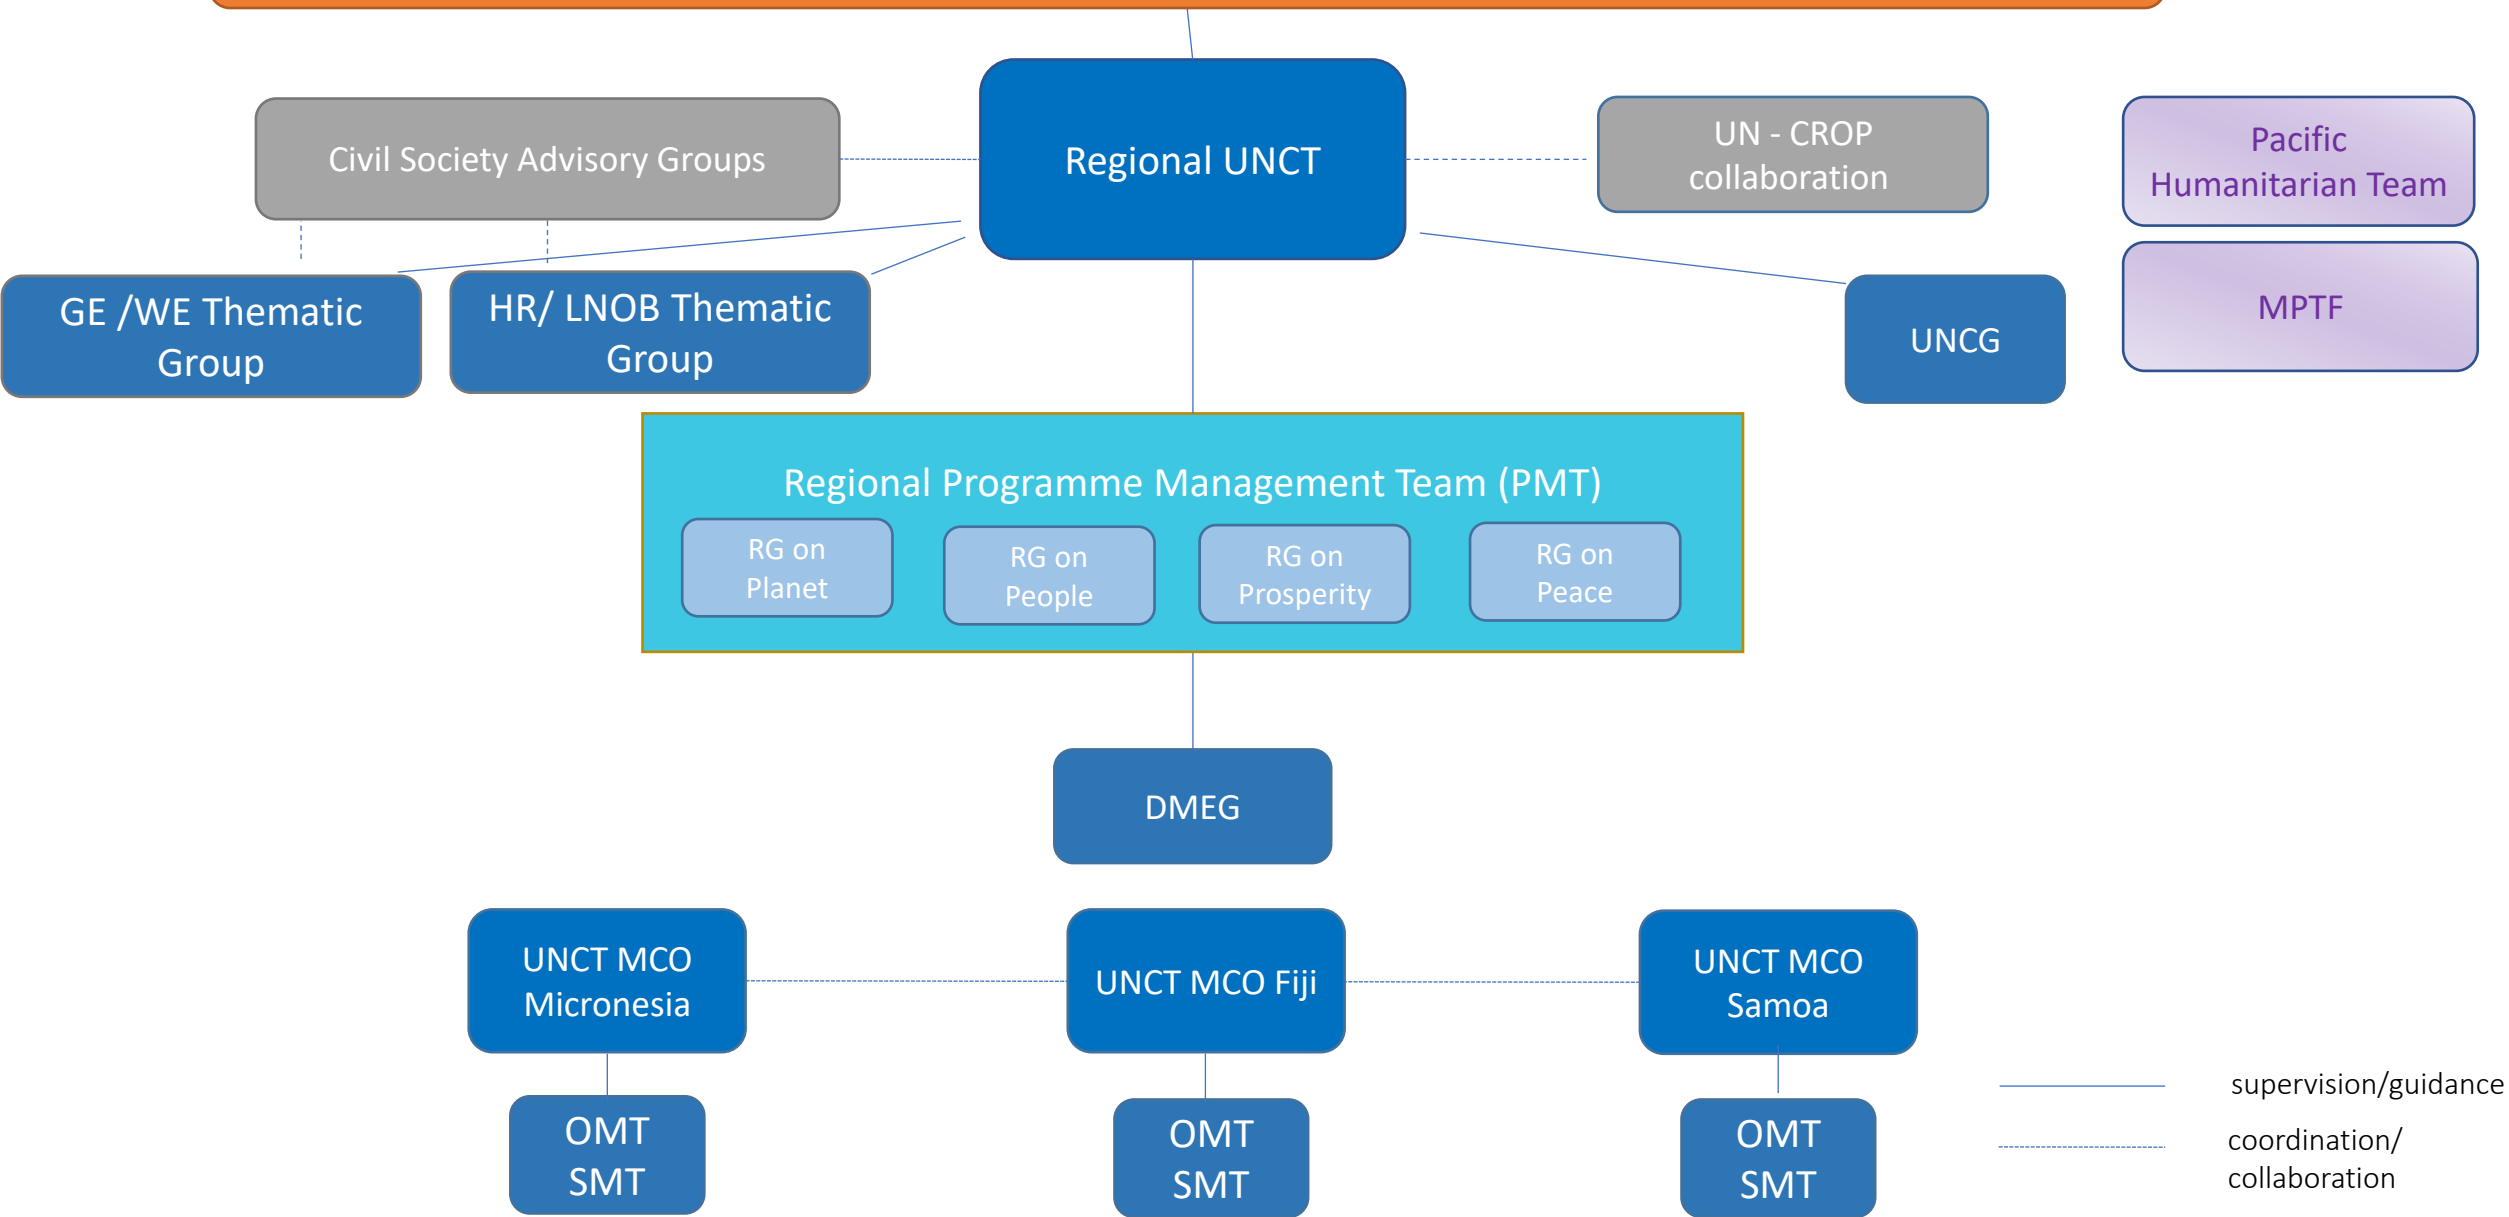 Civil Society Advisory Groups
Regional UNCT
UN - CROP
collaboration
Pacific
Humanitarian Team
GE /WE Thematic
Group
HR/ LNOB Thematic
Group
UNCG
MPTF
Regional Programme Management Team (PMT)
RG on
Planet
RG on
People
RG on
Prosperity
RG on
Peace
DMEG
UNCT MCO
Micronesia
UNCT MCO Fiji
UNCT MCO
Samoa
OMT
SMT
OMT
SMT
OMT
SMT
supervision/guidance
coordination/
collaboration